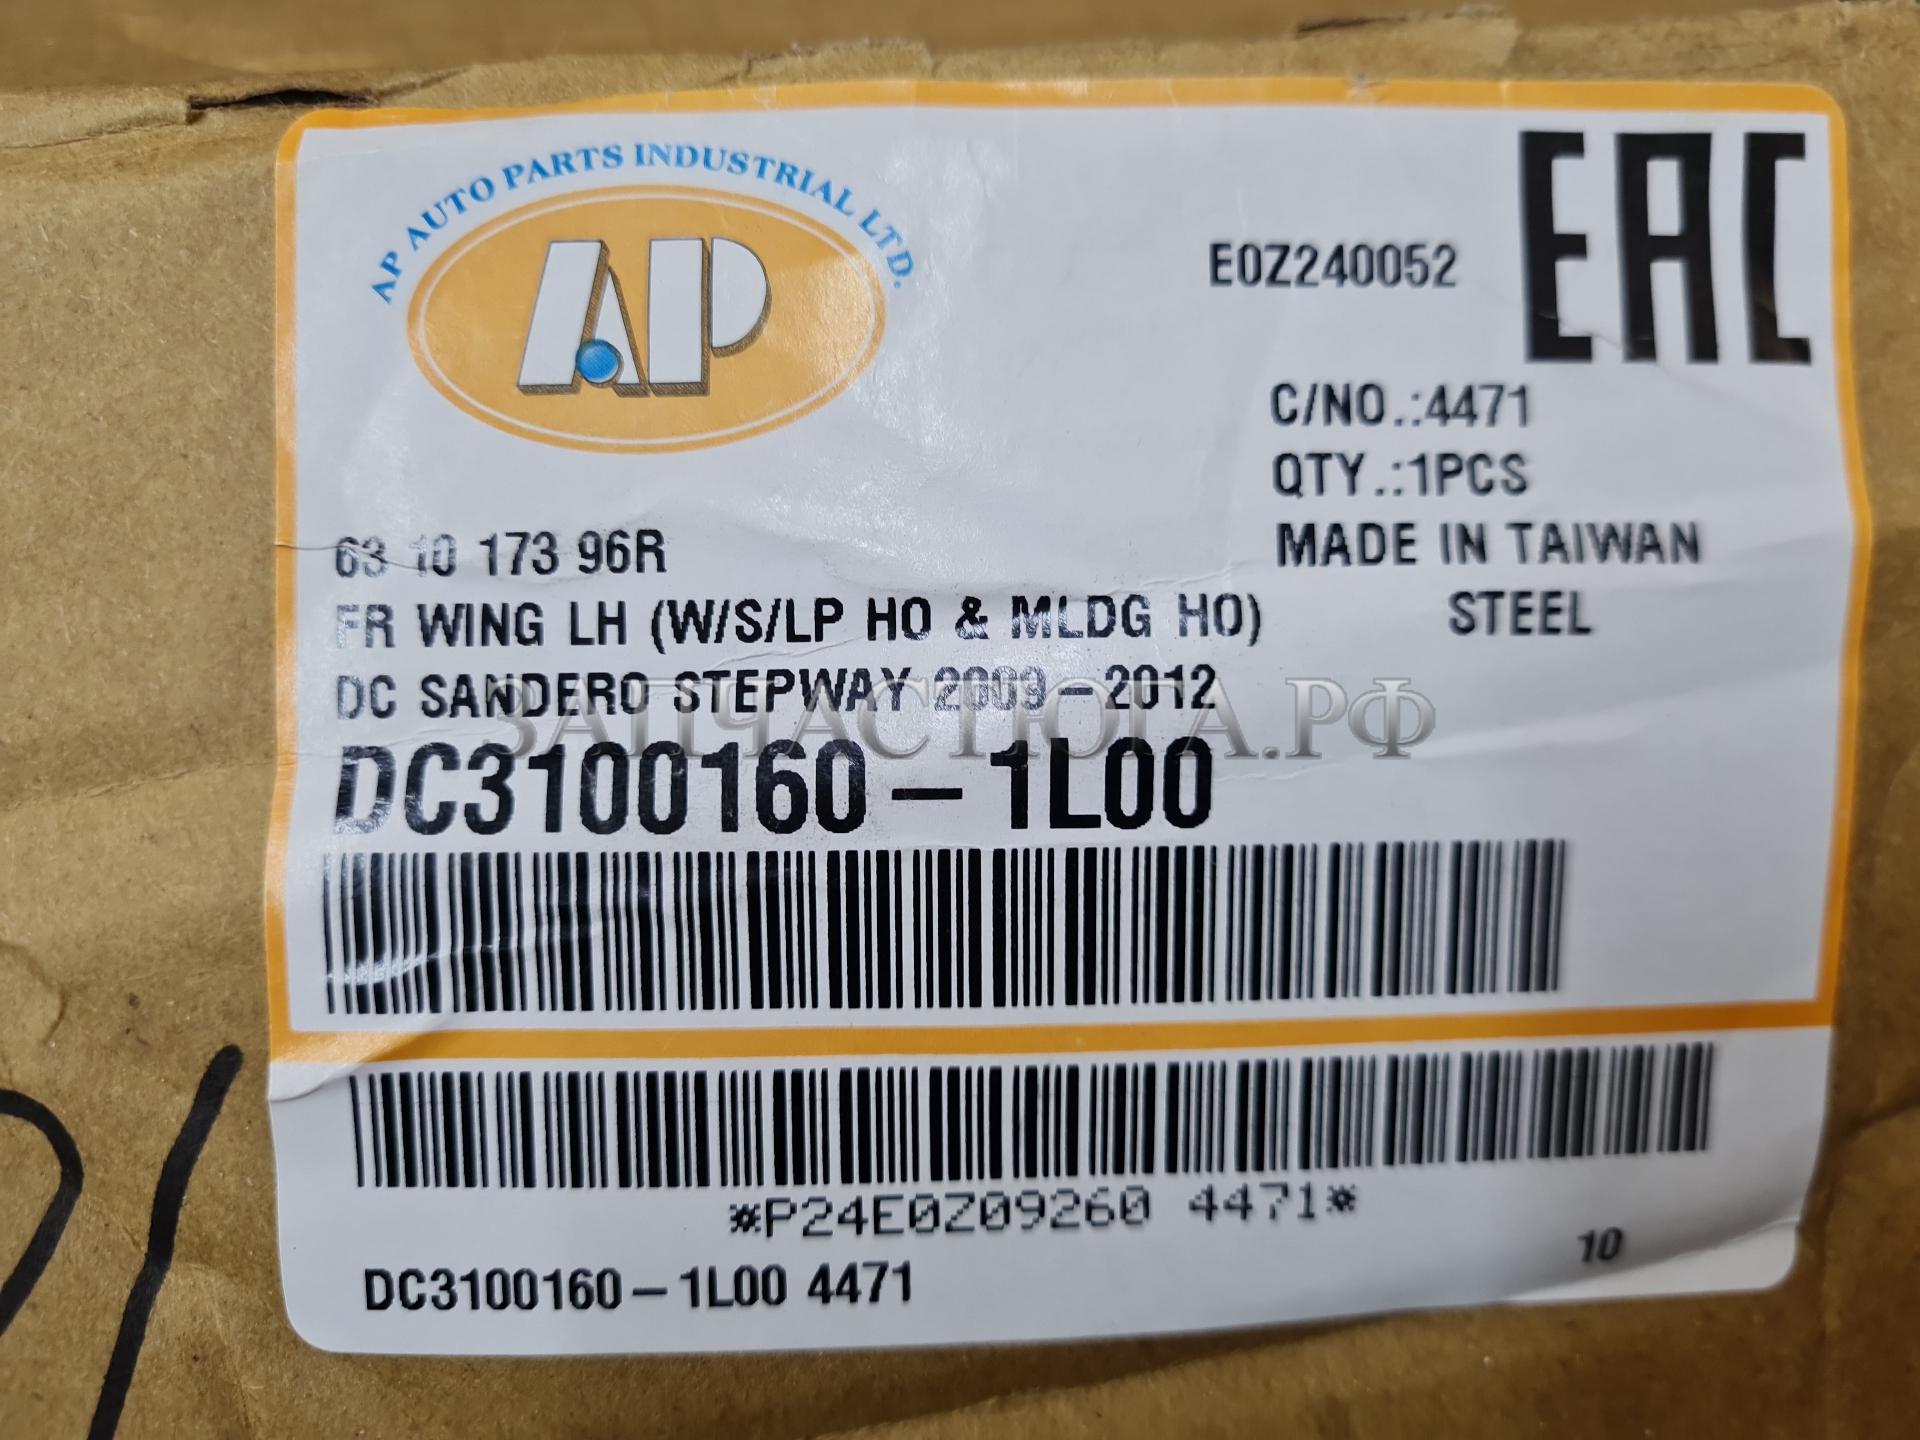 AP AUTO PARTS INDUSTRIAL LTD.
AP
E0Z240052
EAC
C/NO.:4471
QTY.:1PCS
MADE IN TAIWAN
STEEL
63 10 173 96R
FR WING LH (W/S/LP HO & MLDG HO)
DC SANDERO STEPWAY 2009-2012
ЗАПЧАСТЮГА.РФ
DC3100160-1L00
*P24E0Z09260 4471*
10
DC3100160-1L00 4471